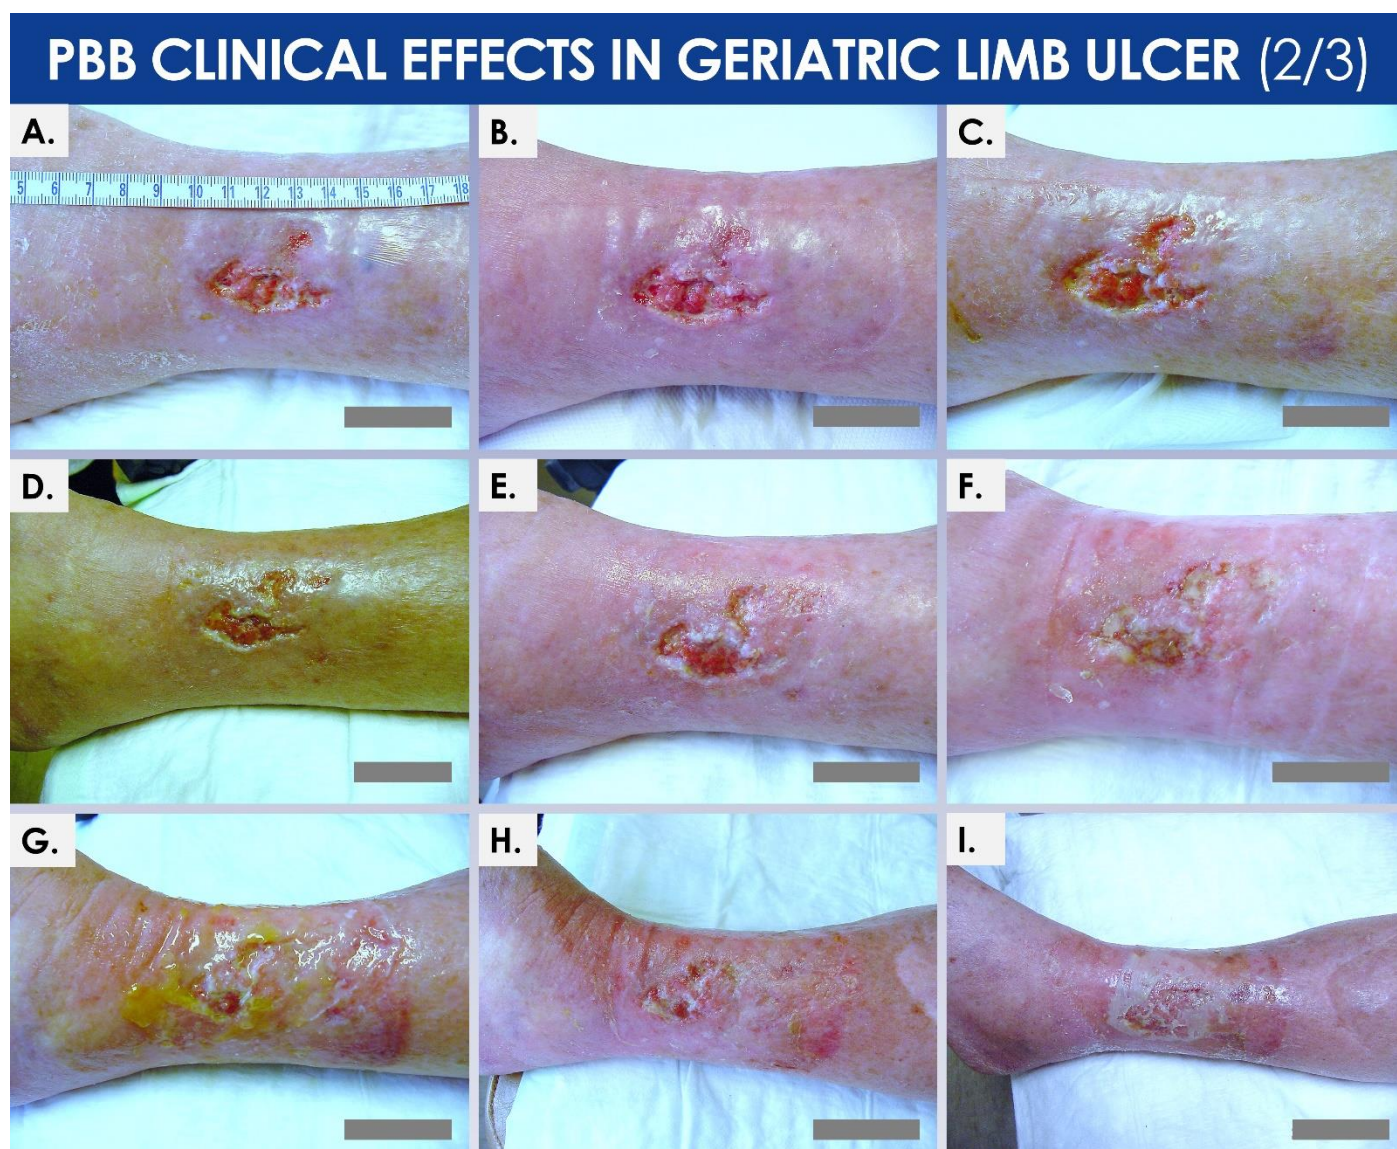 PBB CLINICAL EFFECTS IN GERIATRIC LIMB ULCER (2/3)
A.
B.
C.
5 6 7 8 9 10 11 12 13 14 15 16 17 18
D.
E.
F.
G.
H.
I.